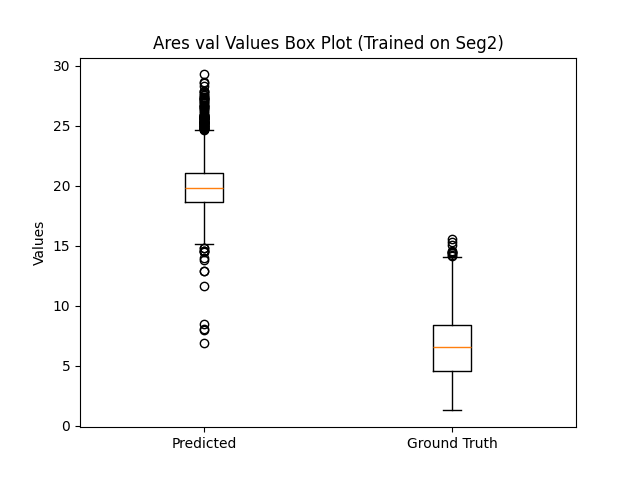 Ares val Values Box Plot (Trained on Seg2)
30
25
20
15
10
5
0
Values
Predicted
Ground Truth